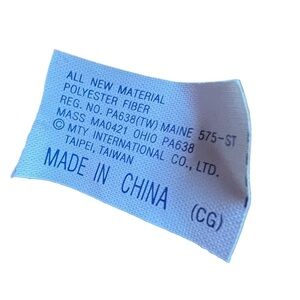 ALL NEW MATERIAL
POLYESTER FIBER
REG. NO. PA638(TW) MAINE 575-ST
MASS MA0421 OHIO PA638
© MTY INTERNATIONAL CO., LTD.
TAIPEI, TAIWAN
MADE IN CHINA
(CG)